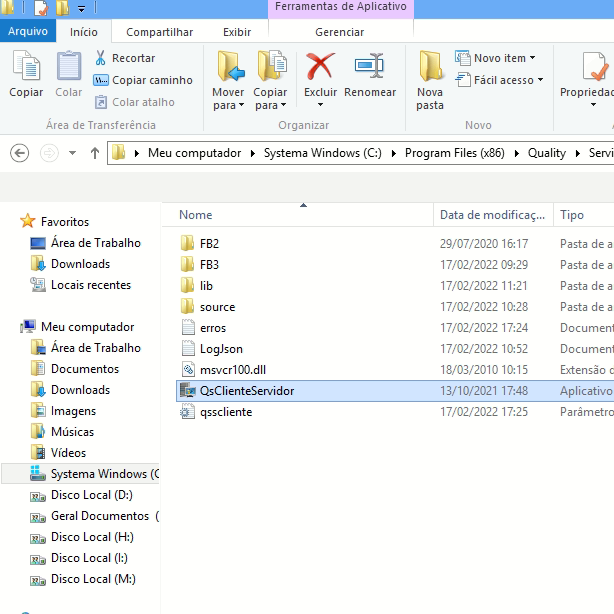 Ferramentas de Aplicativo
Arquivo Início Compartilhar Exibir Gerenciar
Copiar
Colar
Recortar
Copiar caminho
Colar atalho
Área de Transferência
Mover para
Copiar para
Excluir
Renomear
Organizar
Nova pasta
Novo item
Fácil acesso
Novo
Propriedad
Meu computador Systema Windows (C:) Program Files (x86) Quality Servi
Favoritos
Área de Trabalho
Downloads
Locais recentes
Meu computador
Área de Trabalho
Documentos
Downloads
Imagens
Músicas
Vídeos
Systema Windows (C
Disco Local (D:)
Geral Documentos (
Disco Local (H:)
Disco Local (I:)
Disco Local (M:)
Nome Data de modificaç... Tipo
FB2 29/07/2020 16:17 Pasta de a
FB3 17/02/2022 09:29 Pasta de a
lib 17/02/2022 11:21 Pasta de a
source 17/02/2022 10:28 Pasta de a
erros 17/02/2022 17:24 Document
LogJson 17/02/2022 10:52 Document
msvcr100.dll 18/03/2010 10:15 Extensão d
QsClienteServidor 13/10/2021 17:48 Aplicativo
qsscliente 17/02/2022 17:25 Parâmetro